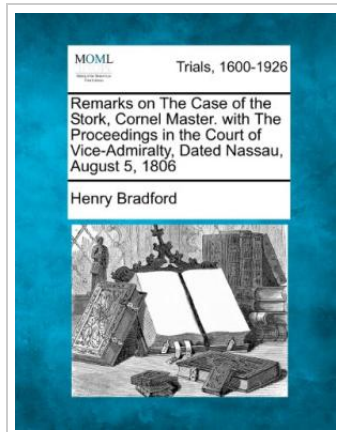 MOML
Trials, 1600-1926
Remarks on The Case of the
Stork, Cornel Master. with The
Proceedings in the Court of
Vice-Admiralty, Dated Nassau,
August 5, 1806
Henry Bradford